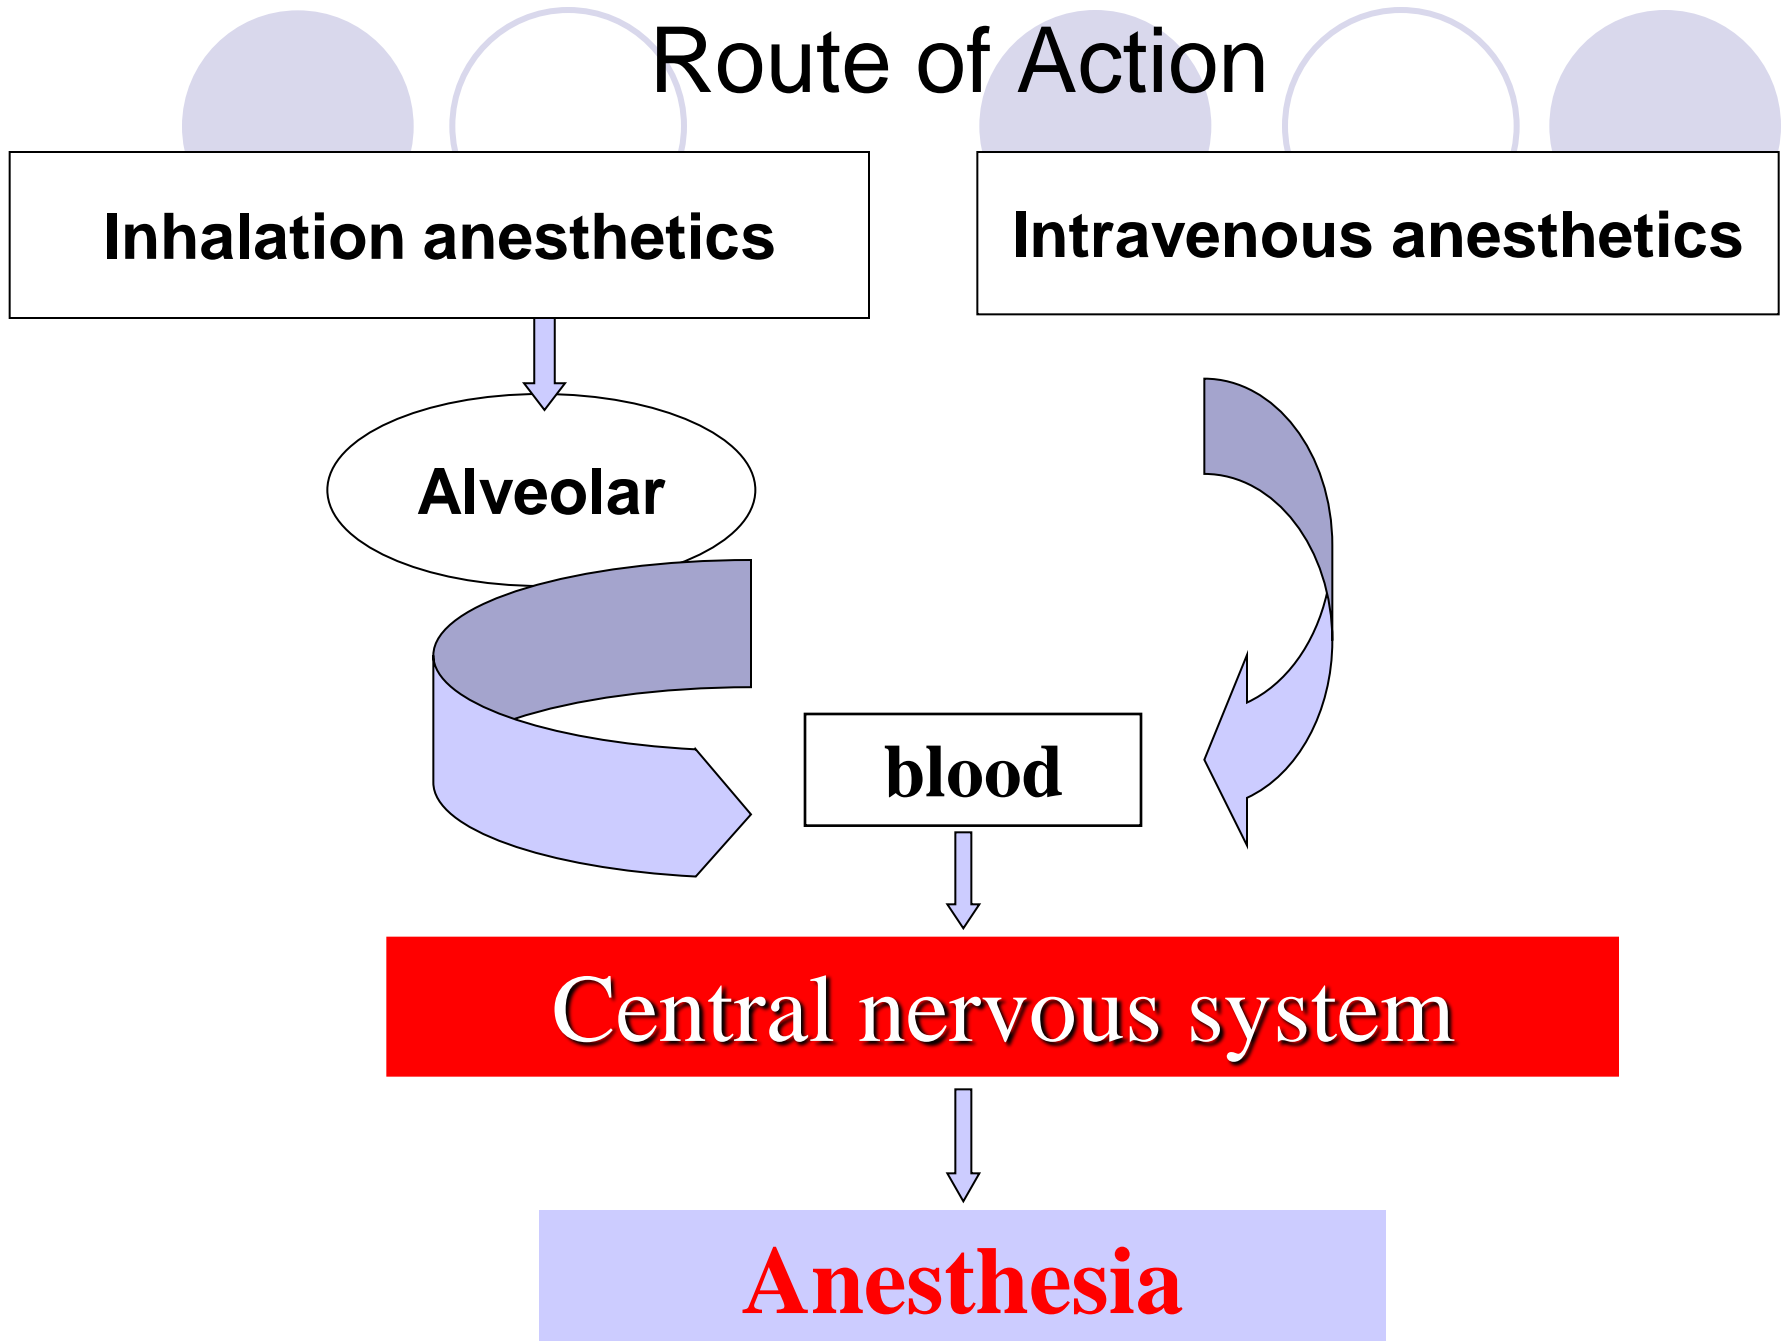 Route of Action
Inhalation anesthetics
Intravenous anesthetics
Alveolar
blood
Central nervous system
Anesthesia